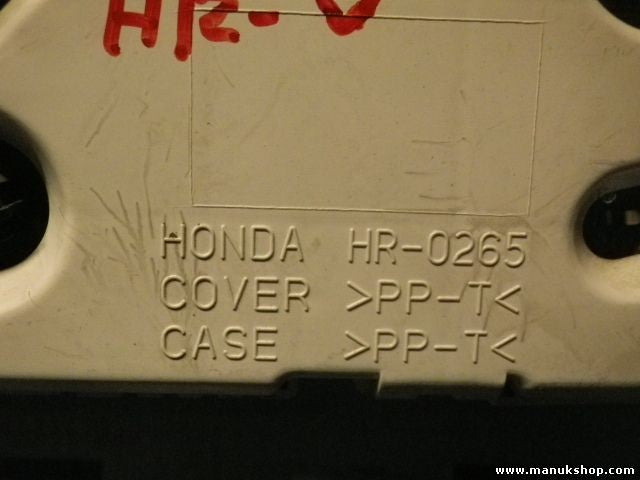 HR-V
HONDA HR-0265
COVER >PP-T<
CASE >PP-T<
www.manukshop.com